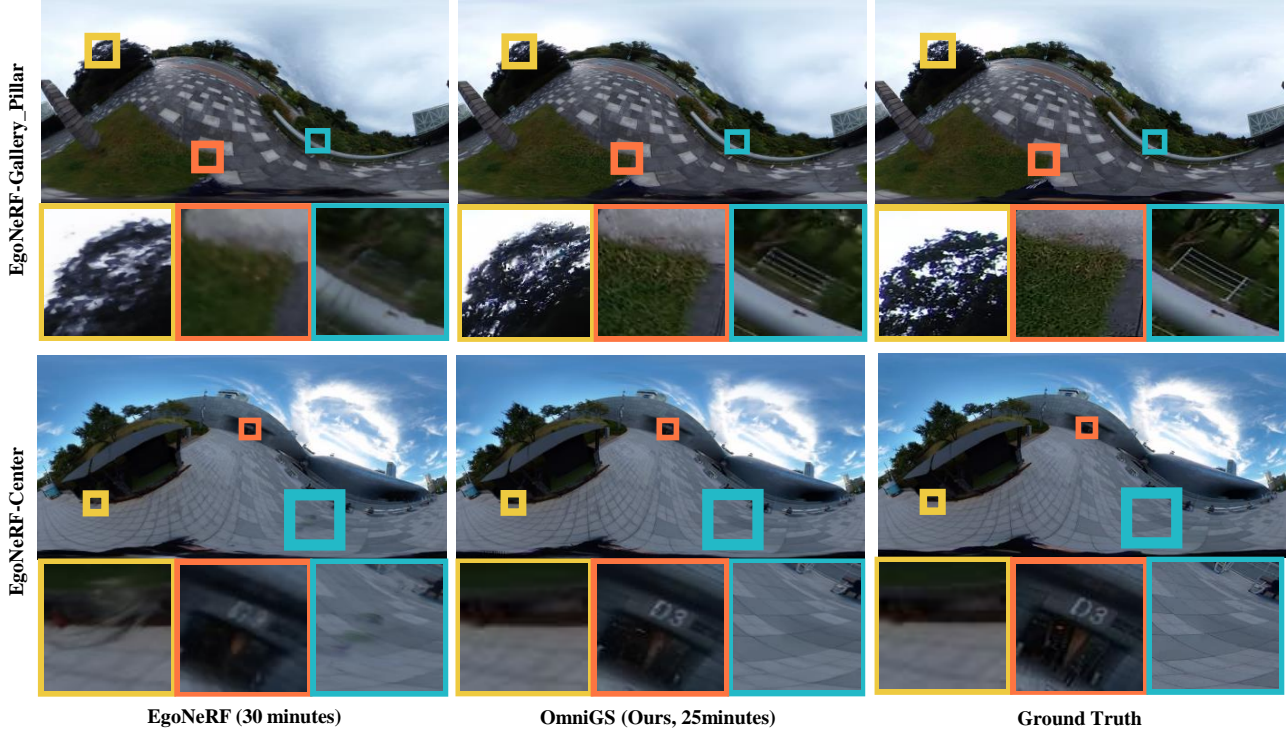 EgoNeRF-Gallery_Pillar
EgoNeRF-Center
D3
D3
EgoNeRF (30 minutes)
OmniGS (Ours, 25minutes)
Ground Truth